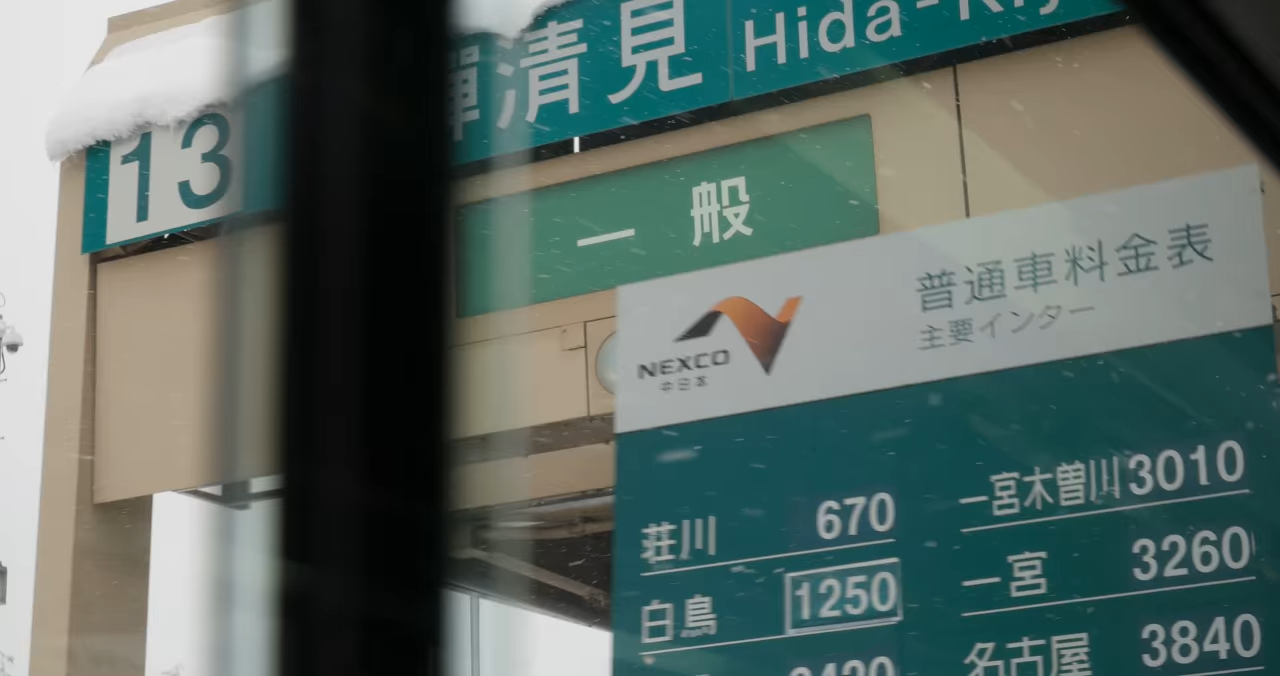 13
清見 Hida-
一般
普通車料金表
主要インター
NEXCO
中日本
荘川 670
白鳥 1250
一宮木曽川 3010
一宮 3260
名古屋 3840